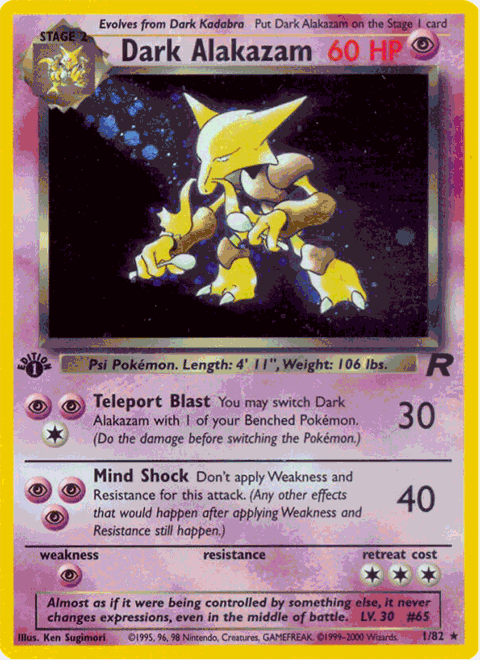 Evolves from Dark Kadabra Put Dark Alakazam on the Stage 1 card
STAGE 2
Dark Alakazam 60 HP
EDITION
1
Psi Pokémon. Length: 4' 11", Weight: 106 lbs.
R
Teleport Blast You may switch Dark
Alakazam with 1 of your Benched Pokémon.
(Do the damage before switching the Pokémon.)
30
Mind Shock Don't apply Weakness and
Resistance for this attack. (Any other effects
that would happen after applying Weakness and
Resistance still happen.)
40
weakness resistance retreat cost
Almost as if it were being controlled by something else, it never
changes expressions, even in the middle of battle. LV. 30 #65
Illus. Ken Sugimori ©1995, 96, 98 Nintendo, Creatures, GAMEFREAK. ©1999-2000 Wizards. 1/82 ★